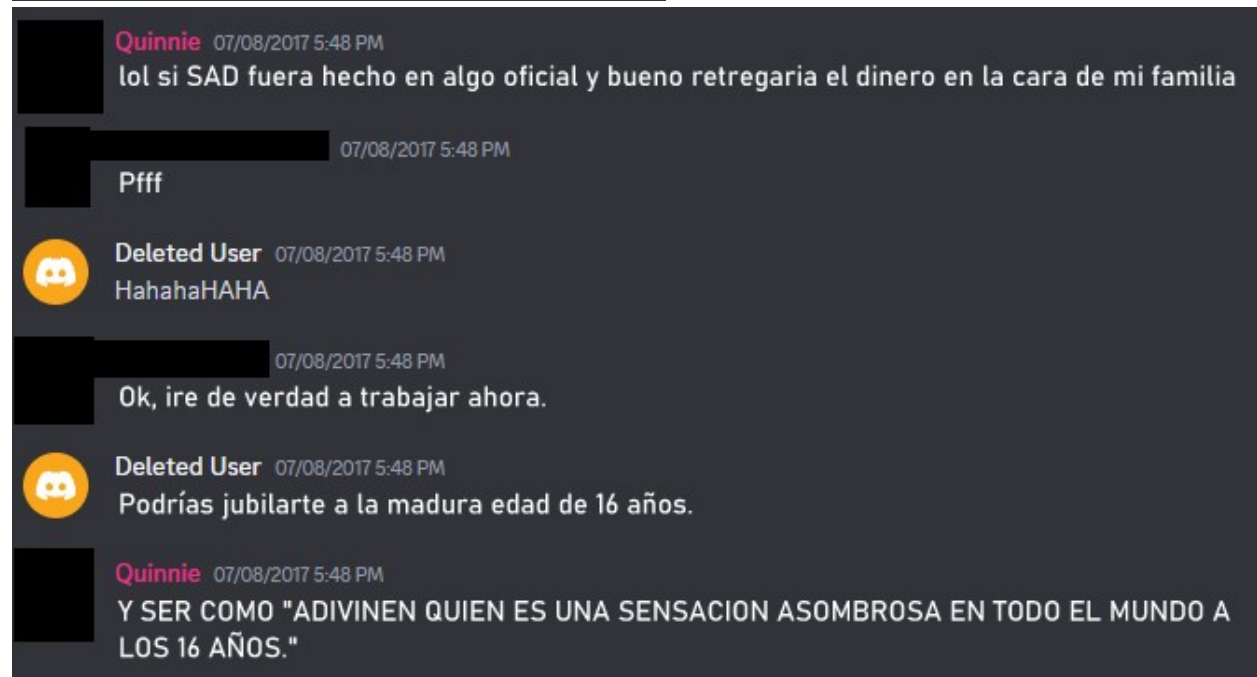 Quinnie 07/08/2017 5:48 PM
lol si SAD fuera hecho en algo oficial y bueno retregaria el dinero en la cara de mi familia
07/08/2017 5:48 PM
Pfff
Deleted User 07/08/2017 5:48 PM
HahahaHAHA
07/08/2017 5:48 PM
Ok, ire de verdad a trabajar ahora.
Deleted User 07/08/2017 5:48 PM
Podrías jubilarte a la madura edad de 16 años.
Quinnie 07/08/2017 5:48 PM
Y SER COMO "ADIVINEN QUIEN ES UNA SENSACION ASOMBROSA EN TODO EL MUNDO A
LOS 16 AÑOS."